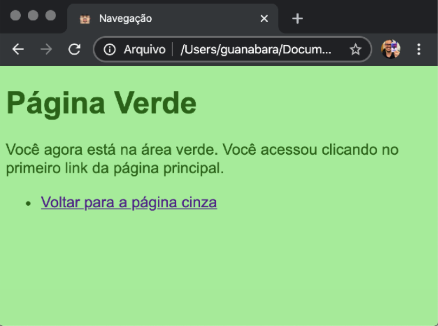 Navegação
Arquivo | /Users/guanabara/Docum...
Página Verde
Você agora está na área verde. Você acessou clicando no
primeiro link da página principal.
• Voltar para a página cinza